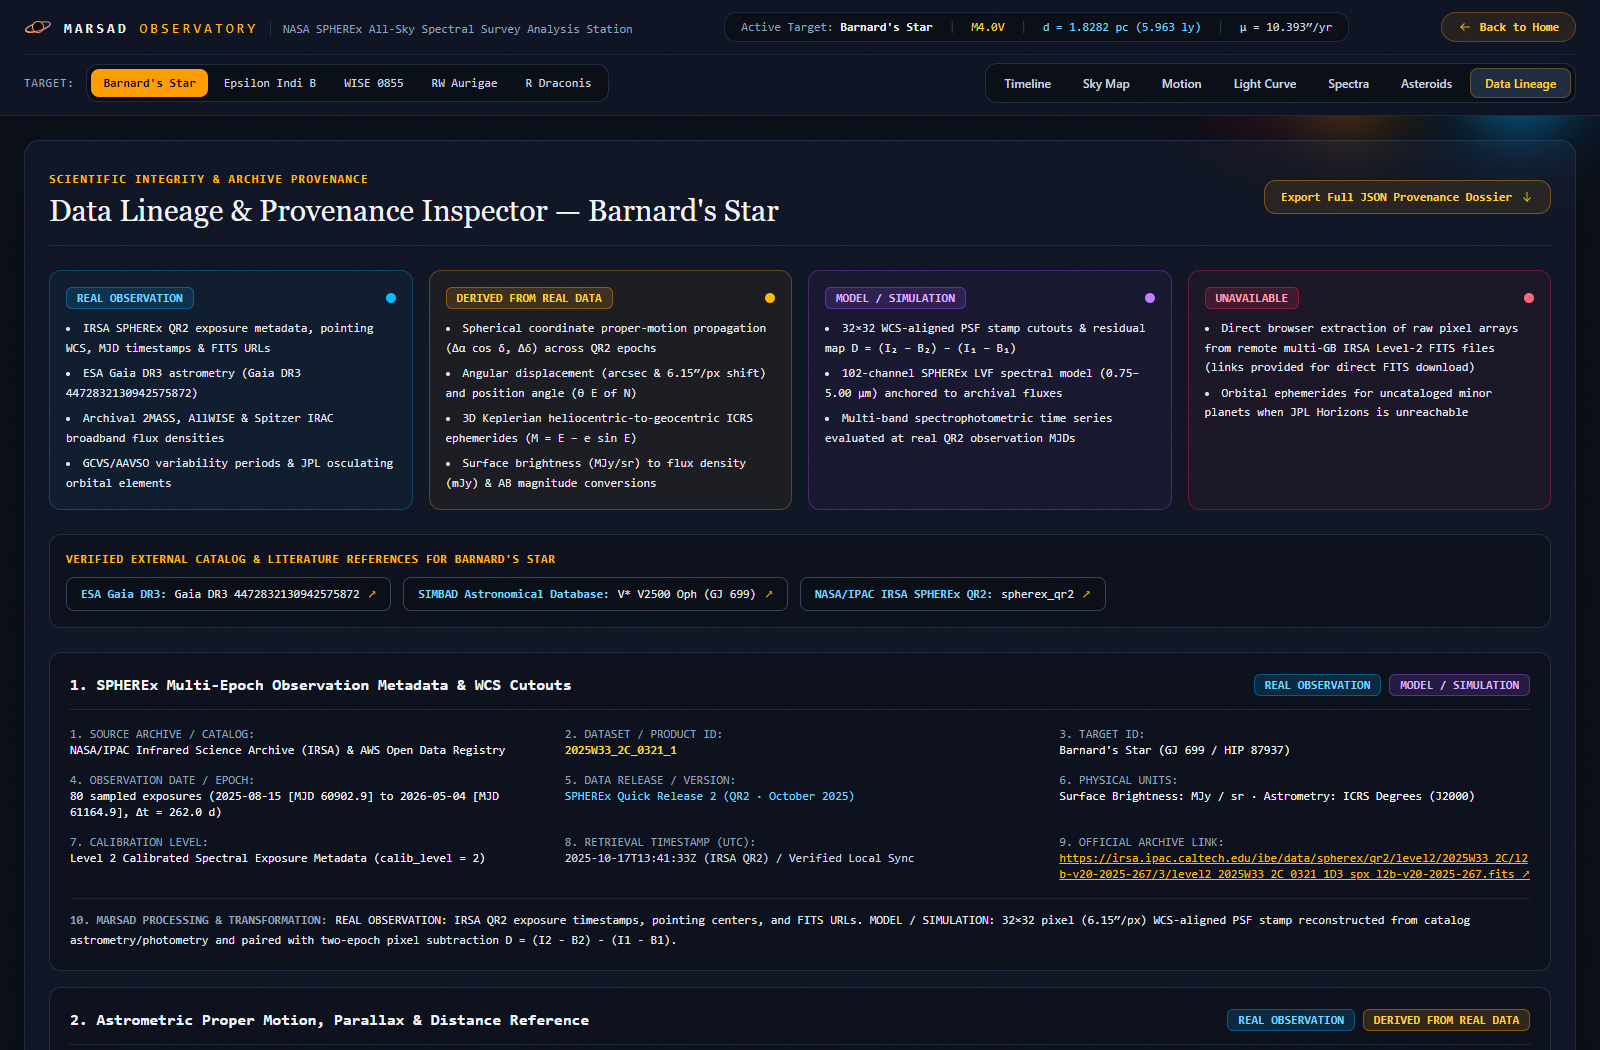 MARSAD OBSERVATORY
NASA SPHEREx All-Sky Spectral Survey Analysis Station
Active Target: Barnard's Star | M4.0V | d = 1.8282 pc (5.963 ly) | μ = 10.393″/yr
← Back to Home
TARGET: Barnard's Star Epsilon Indi B WISE 0855 RW Aurigae R Draconis
Timeline Sky Map Motion Light Curve Spectra Asteroids Data Lineage
SCIENTIFIC INTEGRITY & ARCHIVE PROVENANCE
Data Lineage & Provenance Inspector — Barnard's Star
Export Full JSON Provenance Dossier ↓
REAL OBSERVATION
• IRSA SPHEREx QR2 exposure metadata, pointing
WCS, MJD timestamps & FITS URLs
• ESA Gaia DR3 astrometry (Gaia DR3
4472832130942575872)
• Archival 2MASS, AllWISE & Spitzer IRAC
broadband flux densities
• GCVS/AAVSO variability periods & JPL osculating
orbital elements
DERIVED FROM REAL DATA
• Spherical coordinate proper-motion propagation
(Δα cos δ, Δδ) across QR2 epochs
• Angular displacement (arcsec & 6.15″/px shift)
and position angle (θ E of N)
• 3D Keplerian heliocentric-to-geocentric ICRS
ephemerides (M = E − e sin E)
• Surface brightness (MJy/sr) to flux density
(mJy) & AB magnitude conversions
MODEL / SIMULATION
• 32×32 WCS-aligned PSF stamp cutouts & residual
map D = (I₂ − B₂) − (I₁ − B₁)
• 102-channel SPHEREx LVF spectral model (0.75–
5.00 μm) anchored to archival fluxes
• Multi-band spectrophotometric time series
evaluated at real QR2 observation MJDs
UNAVAILABLE
• Direct browser extraction of raw pixel arrays
from remote multi-GB IRSA Level-2 FITS files
(links provided for direct FITS download)
• Orbital ephemerides for uncataloged minor
planets when JPL Horizons is unreachable
VERIFIED EXTERNAL CATALOG & LITERATURE REFERENCES FOR BARNARD'S STAR
ESA Gaia DR3: Gaia DR3 4472832130942575872 ↗
SIMBAD Astronomical Database: V* V2500 Oph (GJ 699) ↗
NASA/IPAC IRSA SPHEREx QR2: spherex_qr2 ↗
1. SPHEREx Multi-Epoch Observation Metadata & WCS Cutouts
REAL OBSERVATION MODEL / SIMULATION
1. SOURCE ARCHIVE / CATALOG:
NASA/IPAC Infrared Science Archive (IRSA) & AWS Open Data Registry
2. DATASET / PRODUCT ID:
2025W33_2C_0321_1
3. TARGET ID:
Barnard's Star (GJ 699 / HIP 87937)
4. OBSERVATION DATE / EPOCH:
80 sampled exposures (2025-08-15 [MJD 60902.9] to 2026-05-04 [MJD
61164.9], Δt = 262.0 d)
5. DATA RELEASE / VERSION:
SPHEREx Quick Release 2 (QR2 · October 2025)
6. PHYSICAL UNITS:
Surface Brightness: MJy / sr · Astrometry: ICRS Degrees (J2000)
7. CALIBRATION LEVEL:
Level 2 Calibrated Spectral Exposure Metadata (calib_level = 2)
8. RETRIEVAL TIMESTAMP (UTC):
2025-10-17T13:41:33Z (IRSA QR2) / Verified Local Sync
9. OFFICIAL ARCHIVE LINK:
https://irsa.ipac.caltech.edu/ibe/data/spherex/qr2/level2/2025W33_2C/l2
b-v20-2025-267/3/level2_2025W33_2C_0321_1D3_spx_l2b-v20-2025-267.fits ↗
10. MARSAD PROCESSING & TRANSFORMATION: REAL OBSERVATION: IRSA QR2 exposure timestamps, pointing centers, and FITS URLs. MODEL / SIMULATION: 32×32 pixel (6.15″/px) WCS-aligned PSF stamp reconstructed from catalog
astrometry/photometry and paired with two-epoch pixel subtraction D = (I2 - B2) - (I1 - B1).
2. Astrometric Proper Motion, Parallax & Distance Reference
REAL OBSERVATION DERIVED FROM REAL DATA